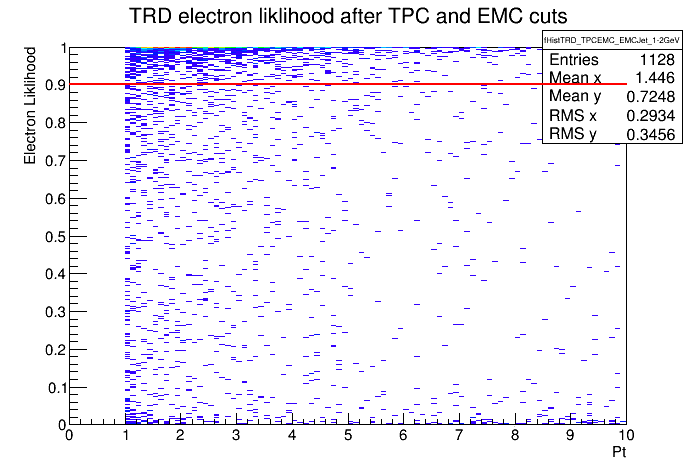 TRD electron liklihood after TPC and EMC cuts
fHistTRD_TPCEMC_EMCJet_1-2GeV
Entries 1128
Mean x 1.446
Mean y 0.7248
RMS x 0.2934
RMS y 0.3456
Electron Liklihood
1
0.9
0.8
0.7
0.6
0.5
0.4
0.3
0.2
0.1
0
0 1 2 3 4 5 6 7 8 9 10
Pt